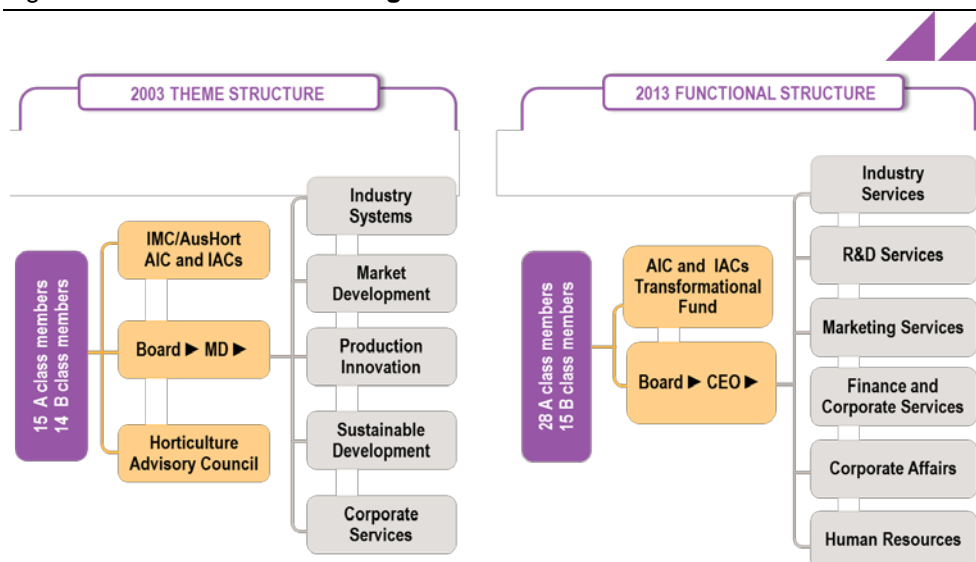 2003 THEME STRUCTURE
15 A class members
14 B class members
IMC/AusHort
AIC and IACs
Board ► MD ►
Horticulture
Advisory Council
Industry
Systems
Market
Development
Production
Innovation
Sustainable
Development
Corporate
Services
2013 FUNCTIONAL STRUCTURE
28 A class members
15 B class members
AIC and IACs
Transformational
Fund
Board ► CEO ►
Industry
Services
R&D Services
Marketing Services
Finance and
Corporate Services
Corporate Affairs
Human Resources